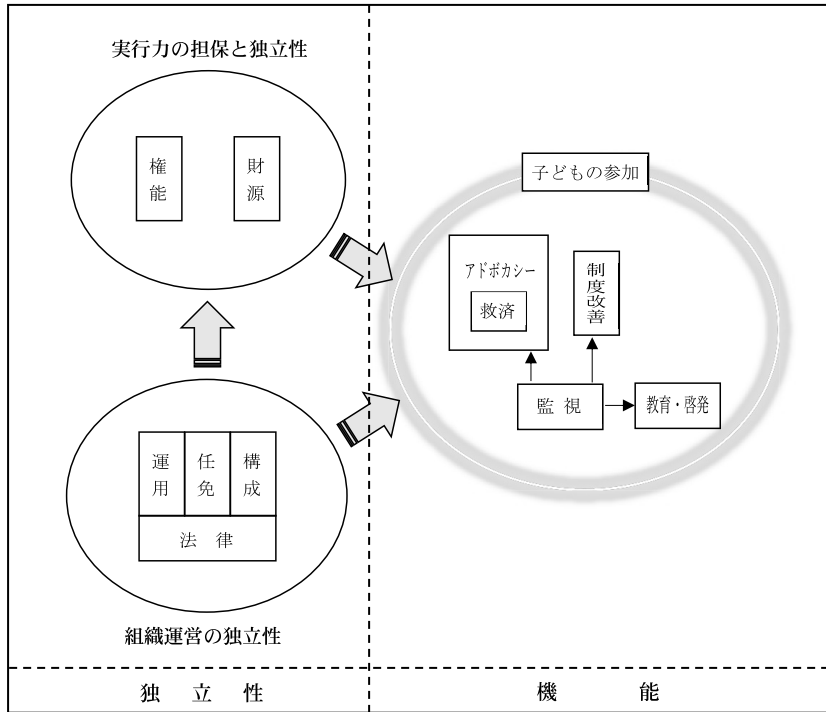 実行力の担保と独立性
権能
財源
運用
任免
構成
法律
組織運営の独立性
子どもの参加
アドボカシー
救済
制度改善
監視
教育・啓発
独立性
機能